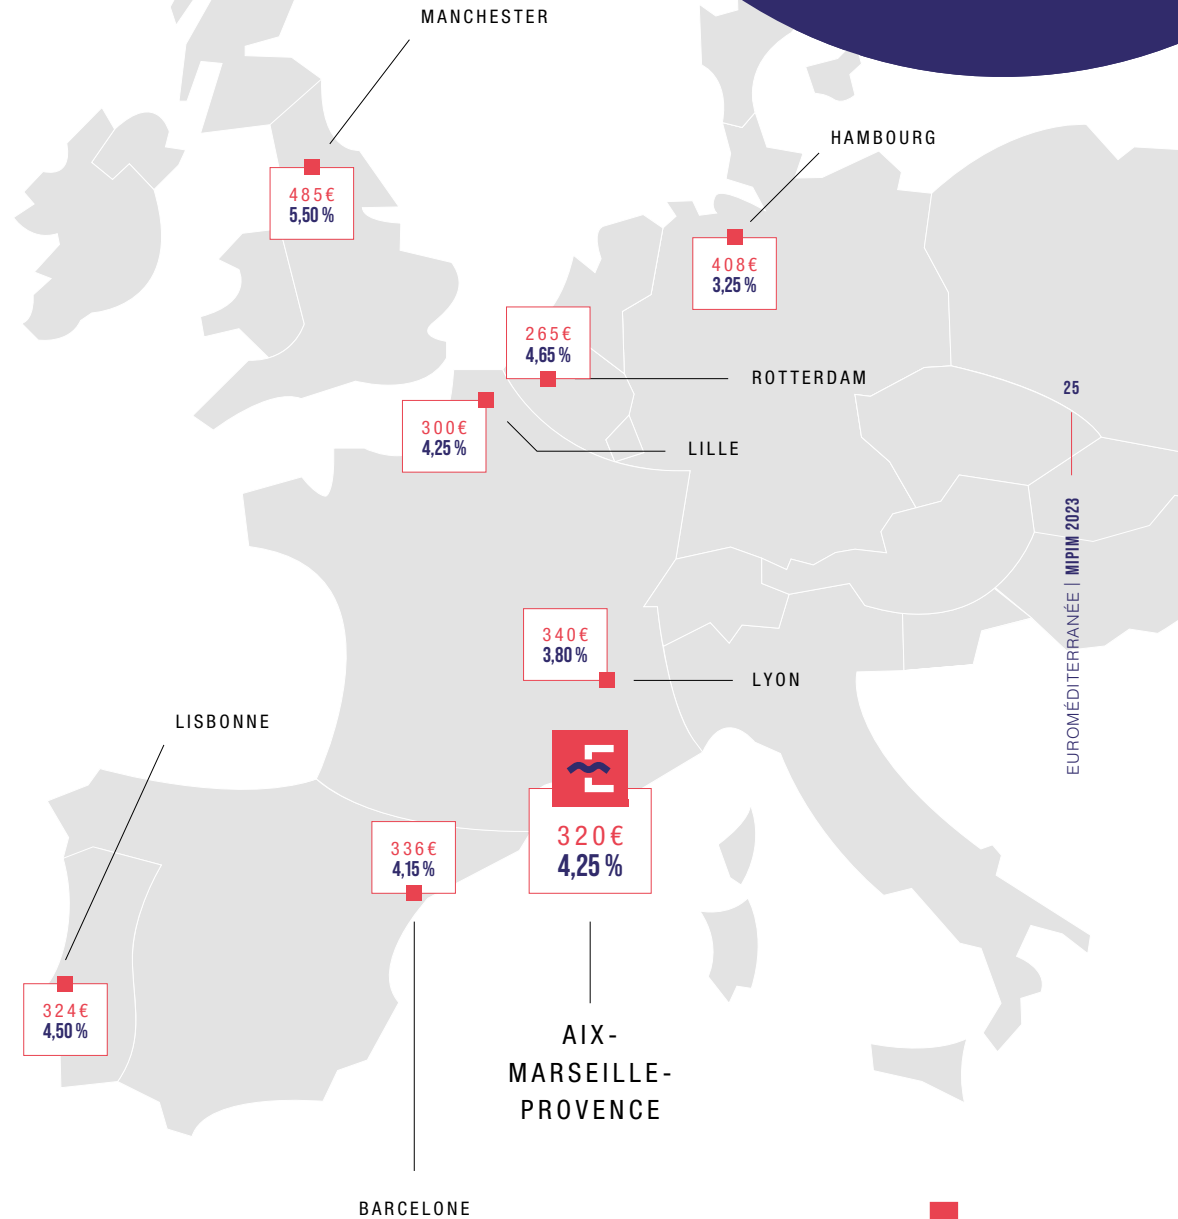 MANCHESTER
485€
5,50 %
HAMBOURG
408€
3,25 %
265€
4,65 %
ROTTERDAM
300€
4,25 %
LILLE
25
EUROMÉDITERRANÉE | MIPIM 2023
340€
3,80 %
LYON
LISBONNE
324€
4,50 %
336€
4,15 %
BARCELONE
320€
4,25 %
AIX-
MARSEILLE-
PROVENCE